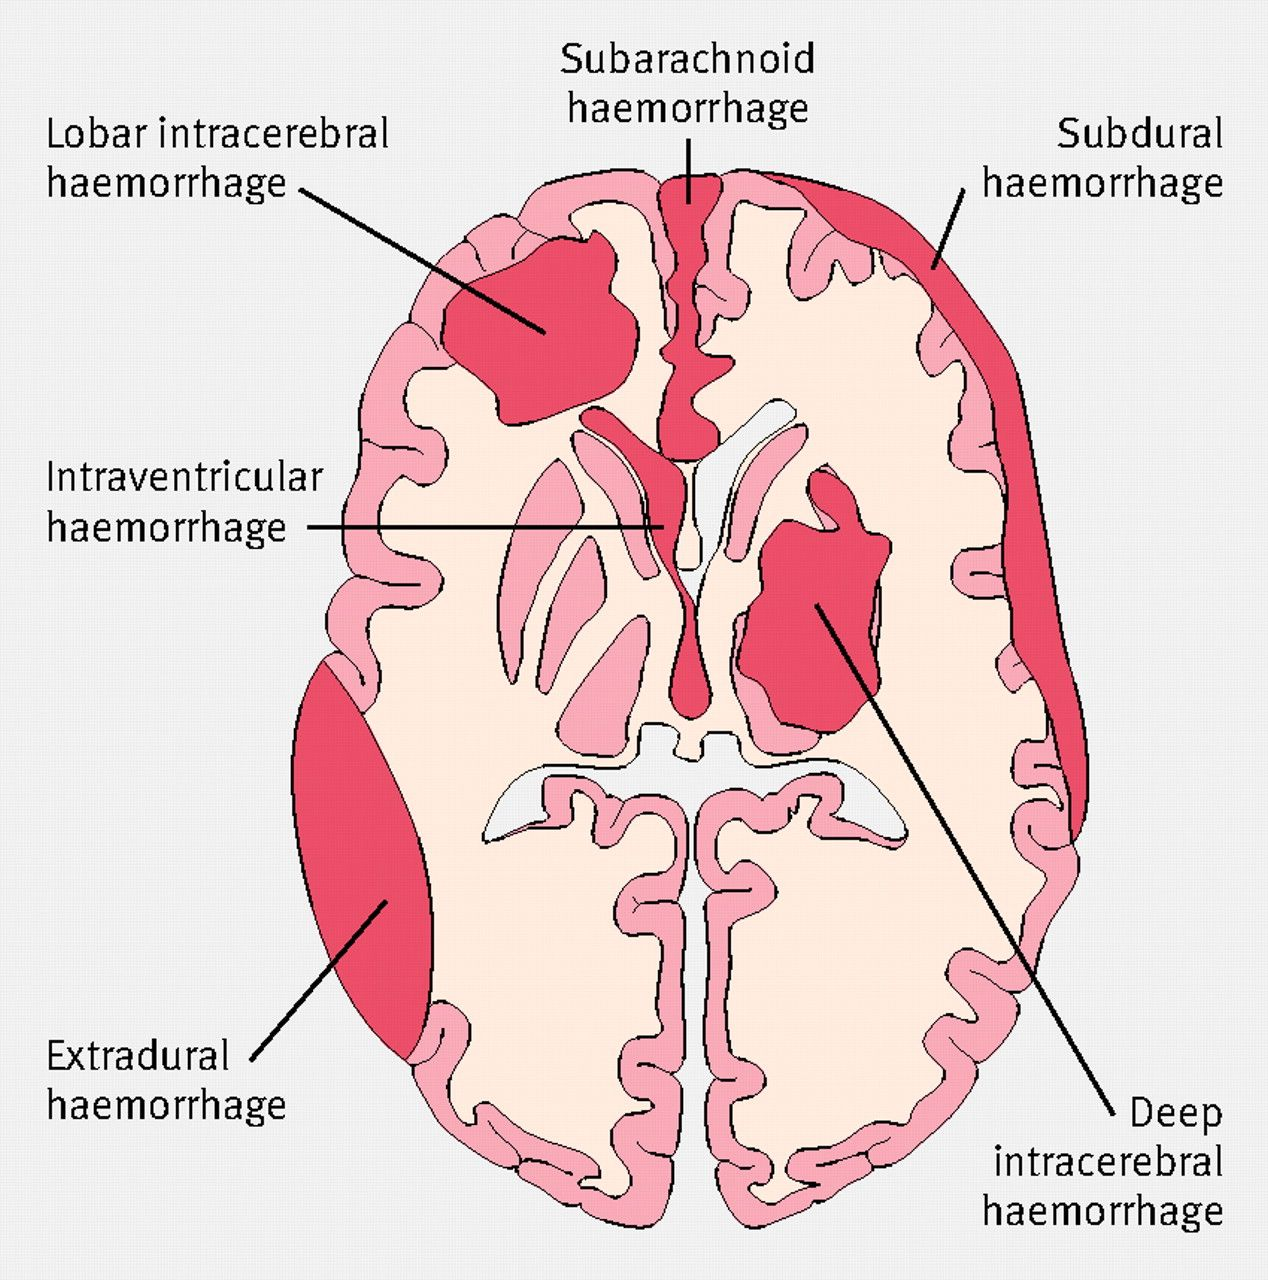 Subarachnoid
haemorrhage
Lobar intracerebral
haemorrhage
Subdural
haemorrhage
Intraventricular
haemorrhage
Extradural
haemorrhage
Deep
intracerebral
haemorrhage